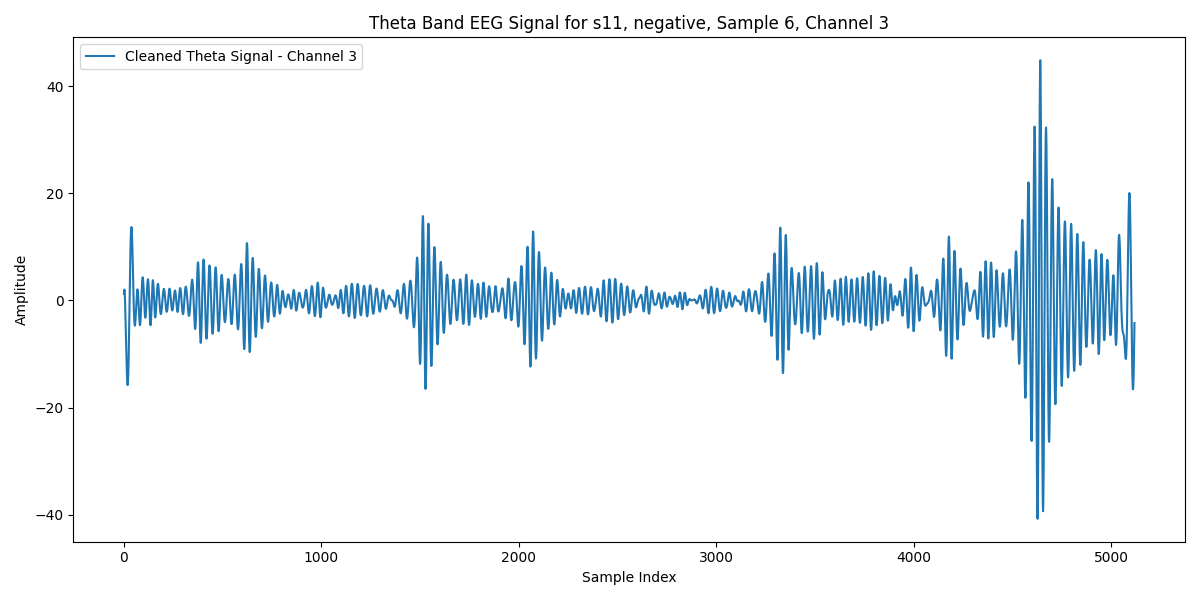 Theta Band EEG Signal for s11, negative, Sample 6, Channel 3
Cleaned Theta Signal - Channel 3
Amplitude
40
20
0
−20
−40
0 1000 2000 3000 4000 5000
Sample Index